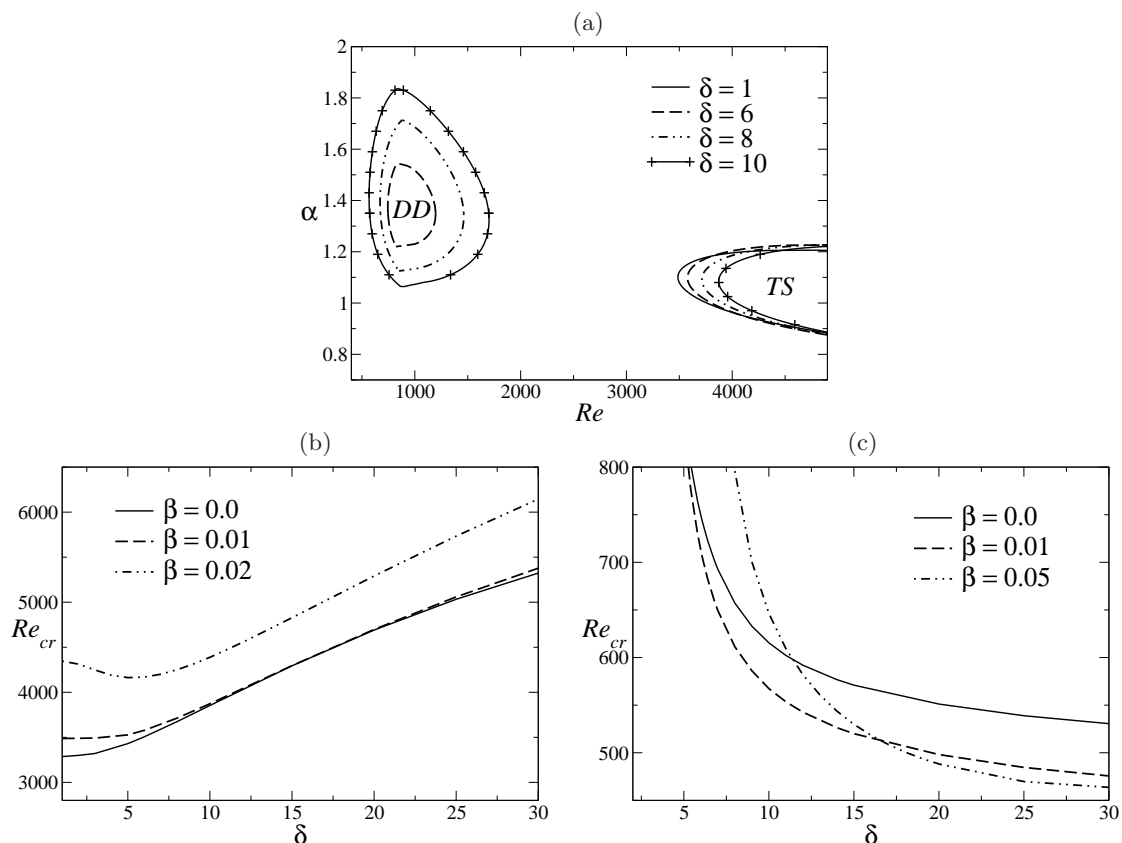 (a)
2
1.8
1.6
1.4
1.2
1
0.8
α
1000
2000
3000
4000
Re
δ = 1
δ = 6
δ = 8
δ = 10
DD
TS
(b)
6000
5000
4000
3000
Re_cr
5
10
15
20
25
30
δ
β = 0.0
β = 0.01
β = 0.02
(c)
800
700
600
500
Re_cr
5
10
15
20
25
30
δ
β = 0.0
β = 0.01
β = 0.05